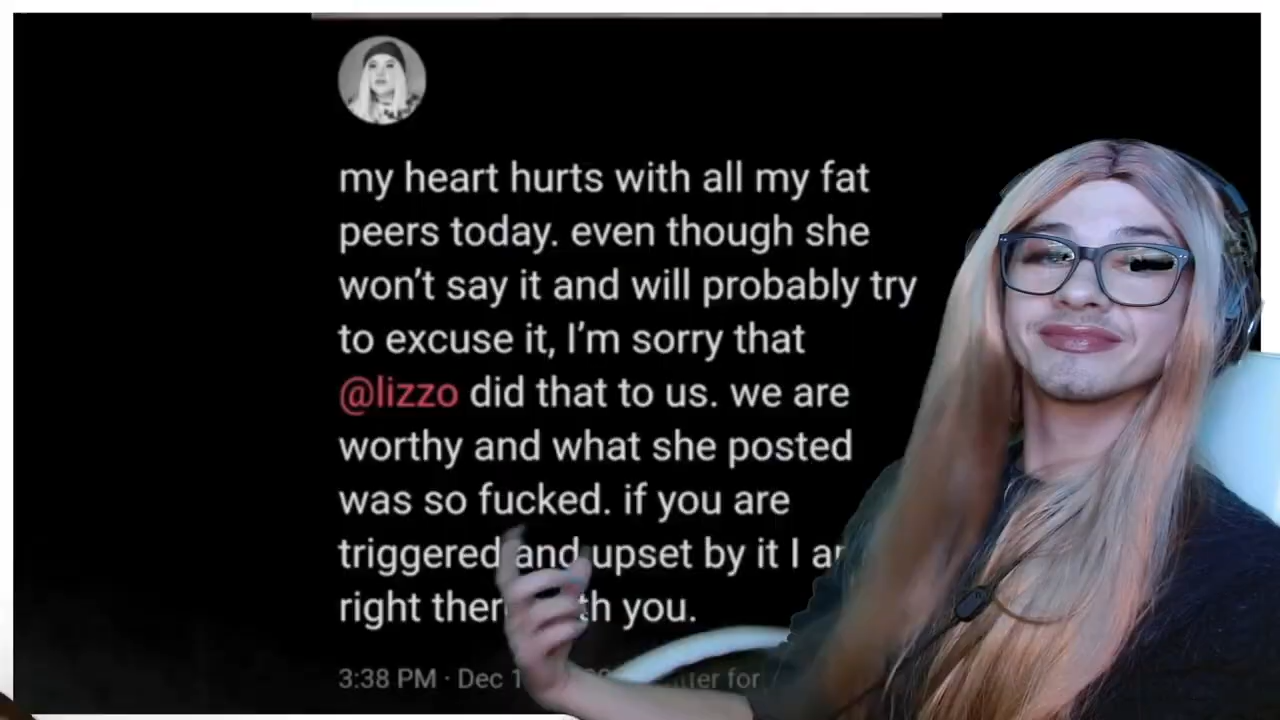 my heart hurts with all my fat
peers today. even though she
won't say it and will probably try
to excuse it, I'm sorry that
@lizzo did that to us. we are
worthy and what she posted
was so fucked. if you are
triggered and upset by it I
right you.
3:38 PM · Dec for